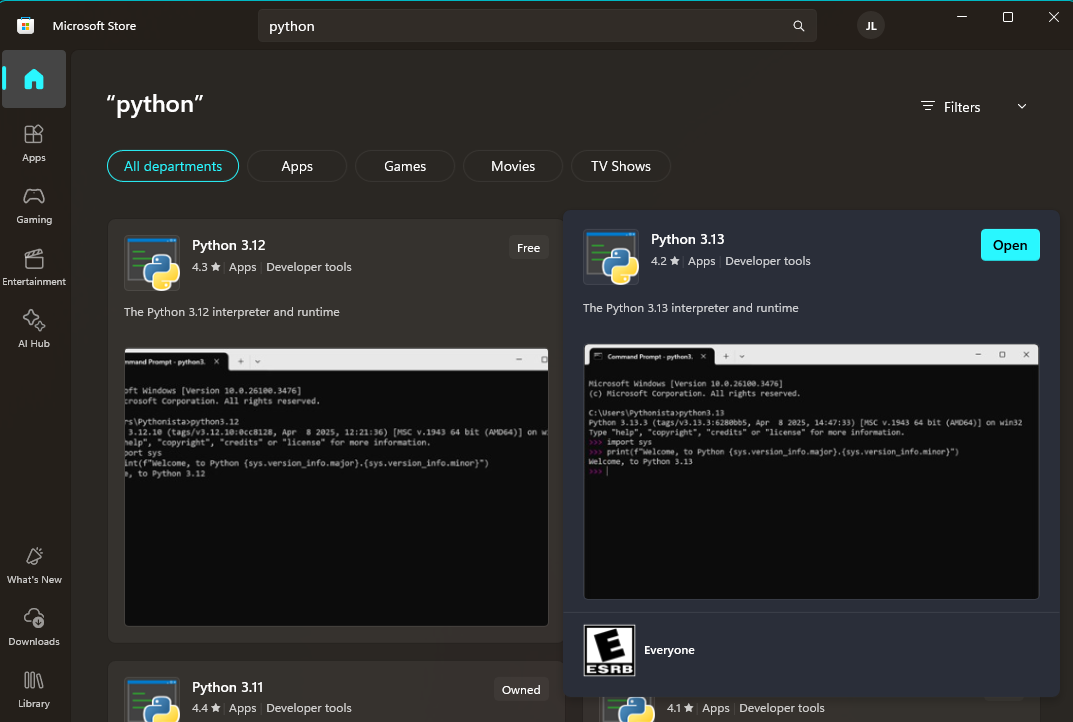 Microsoft Store
python
JL
Apps
Gaming
Entertainment
AI Hub
What's New
Downloads
Library
“python”
Filters
All departments
Apps
Games
Movies
TV Shows
Python 3.12
4.3 ★ | Apps | Developer tools
Free
The Python 3.12 interpreter and runtime
mmand Prompt - python3.
oft Windows [Version 10.0.26100.3476]
crosoft Corporation. All rights reserved.
rs\Pythonista>python3.12
3.12.10 (tags/v3.12.10:0cc8128, Apr  8 2025, 12:21:36) [MSC v.1943 64 bit (AMD64)] on wi
help", "copyright", "credits" or "license" for more information.
ort sys
int(f"Welcome, to Python {sys.version_info.major}.{sys.version_info.minor}")
e, to Python 3.12
Python 3.13
4.2 ★ | Apps | Developer tools
Open
The Python 3.13 interpreter and runtime
Command Prompt - python3.
Microsoft Windows [Version 10.0.26100.3476]
(c) Microsoft Corporation. All rights reserved.
C:\Users\Pythonista>python3.13
Python 3.13.3 (tags/v3.13.3:6280bb5, Apr  8 2025, 14:47:33) [MSC v.1943 64 bit (AMD64)] on win32
Type "help", "copyright", "credits" or "license" for more information.
>>> import sys
>>> print(f"Welcome, to Python {sys.version_info.major}.{sys.version_info.minor}")
Welcome, to Python 3.13
>>>
E
ESRB
Everyone
Python 3.11
4.4 ★ | Apps | Developer tools
Owned
4.1 ★ | Apps | Developer tools